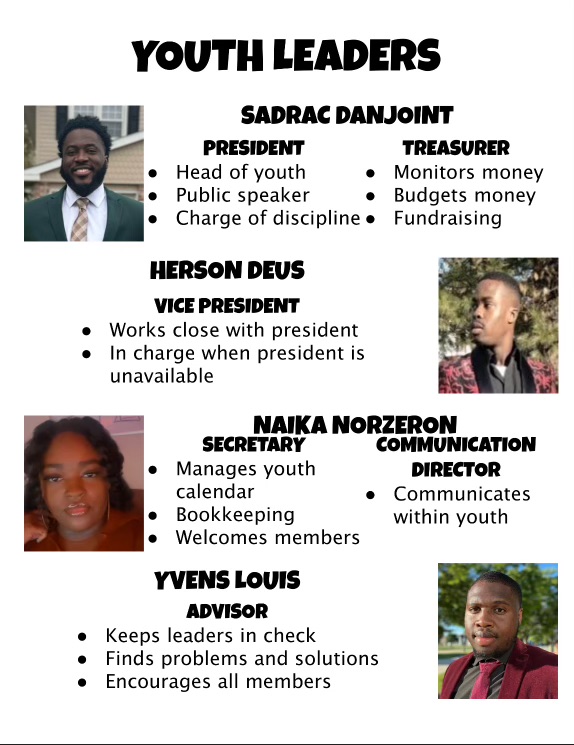 YOUTH LEADERS
SADRAC DANJOINT
PRESIDENT
● Head of youth
● Public speaker
● Charge of discipline
TREASURER
● Monitors money
● Budgets money
● Fundraising
HERSON DEUS
VICE PRESIDENT
● Works close with president
● In charge when president is
unavailable
NAIKA NORZERON
SECRETARY
● Manages youth
calendar
● Bookkeeping
● Welcomes members
COMMUNICATION
DIRECTOR
● Communicates
within youth
YVENS LOUIS
ADVISOR
● Keeps leaders in check
● Finds problems and solutions
● Encourages all members